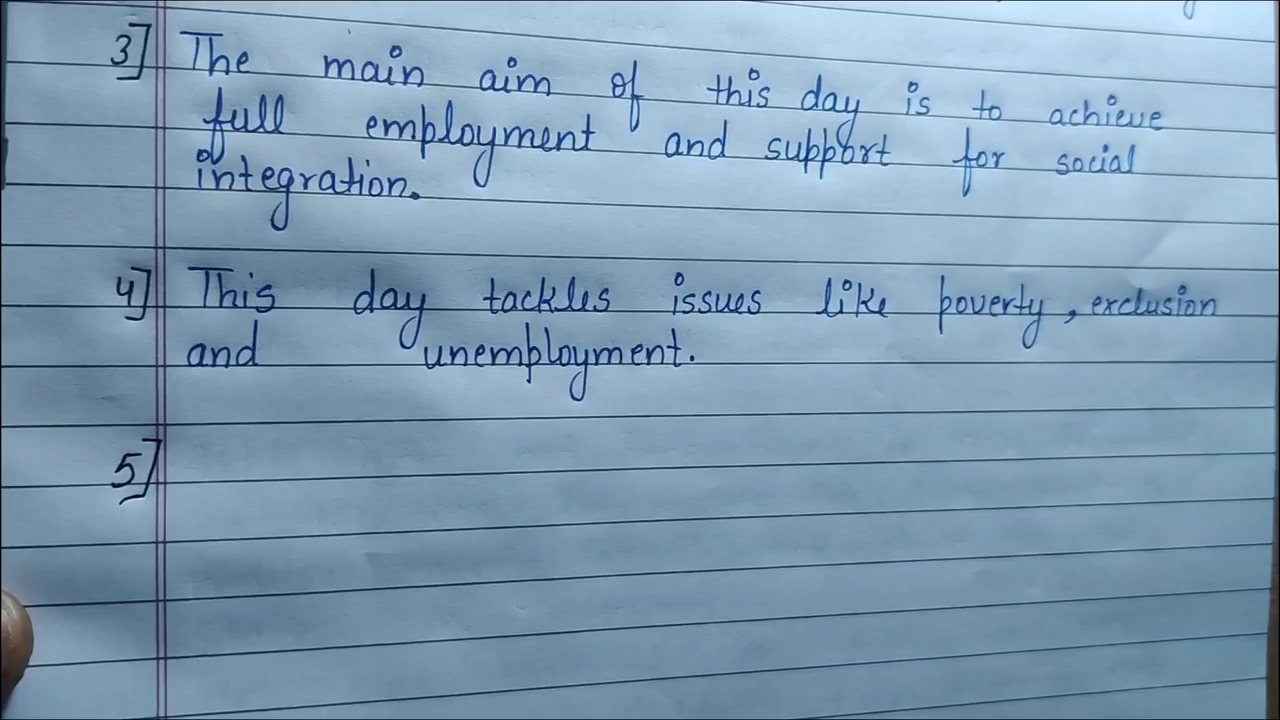 3] The main aim of this day is to achieve
full employment and support for social
integration.
4] This day tackles issues like poverty, exclusion
and unemployment.
5]